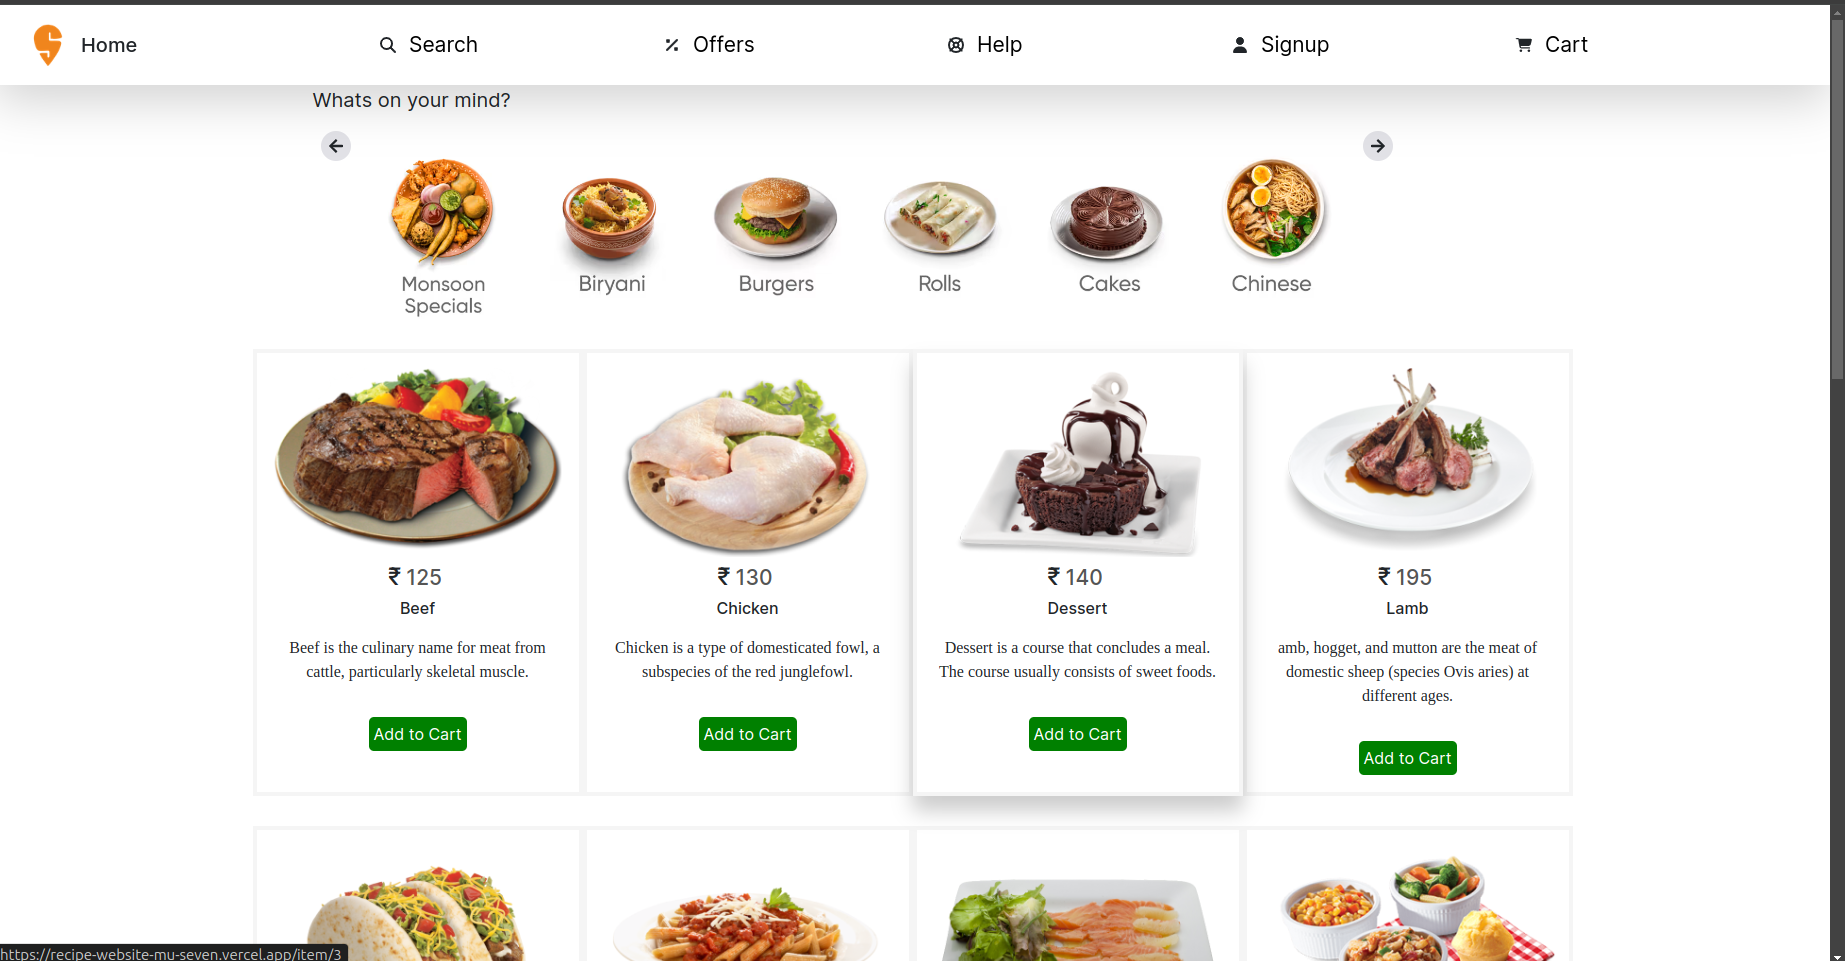 Home
Search
Offers
Help
Signup
Cart
Whats on your mind?
Monsoon
Specials
Biryani
Burgers
Rolls
Cakes
Chinese
₹ 125
Beef
Beef is the culinary name for meat from
cattle, particularly skeletal muscle.
Add to Cart
₹ 130
Chicken
Chicken is a type of domesticated fowl, a
subspecies of the red junglefowl.
Add to Cart
₹ 140
Dessert
Dessert is a course that concludes a meal.
The course usually consists of sweet foods.
Add to Cart
₹ 195
Lamb
amb, hogget, and mutton are the meat of
domestic sheep (species Ovis aries) at
different ages.
Add to Cart
https://recipe-website-mu-seven.vercel.app/item/3